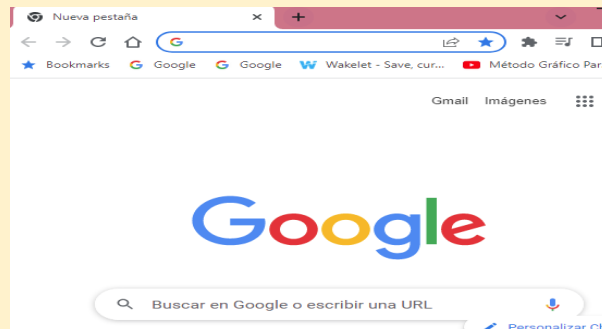 Nueva pestaña
Bookmarks Google Google Wakelet - Save, cur... Método Gráfico Par
Gmail Imágenes
Google
Buscar en Google o escribir una URL
Personalizar Ch